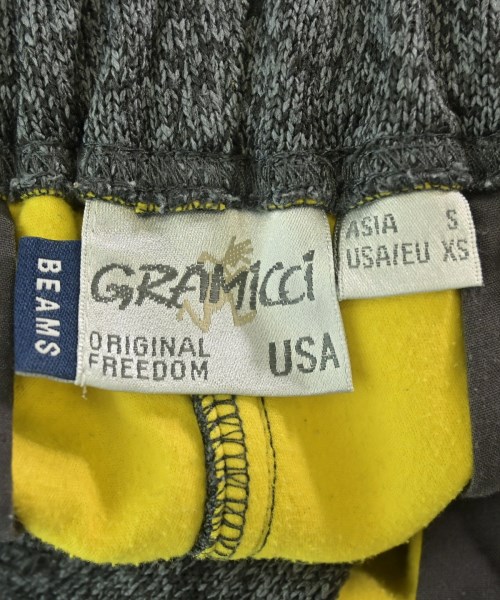 BEAMS
GRAMICCI
ORIGINAL
FREEDOM
USA
ASIA S
USA/EU XS